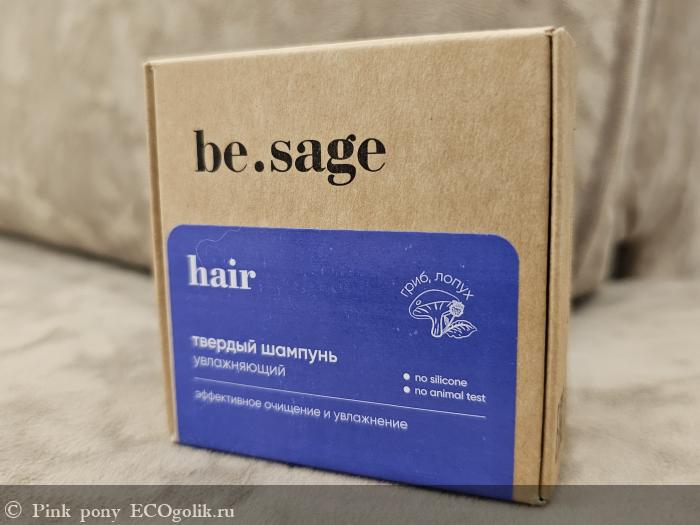 be.sage
hair
гриб, лопух
твердый шампунь
увлажняющий
no silicone
no animal test
эффективное очищение и увлажнение
© Pink pony ECOgolik.ru